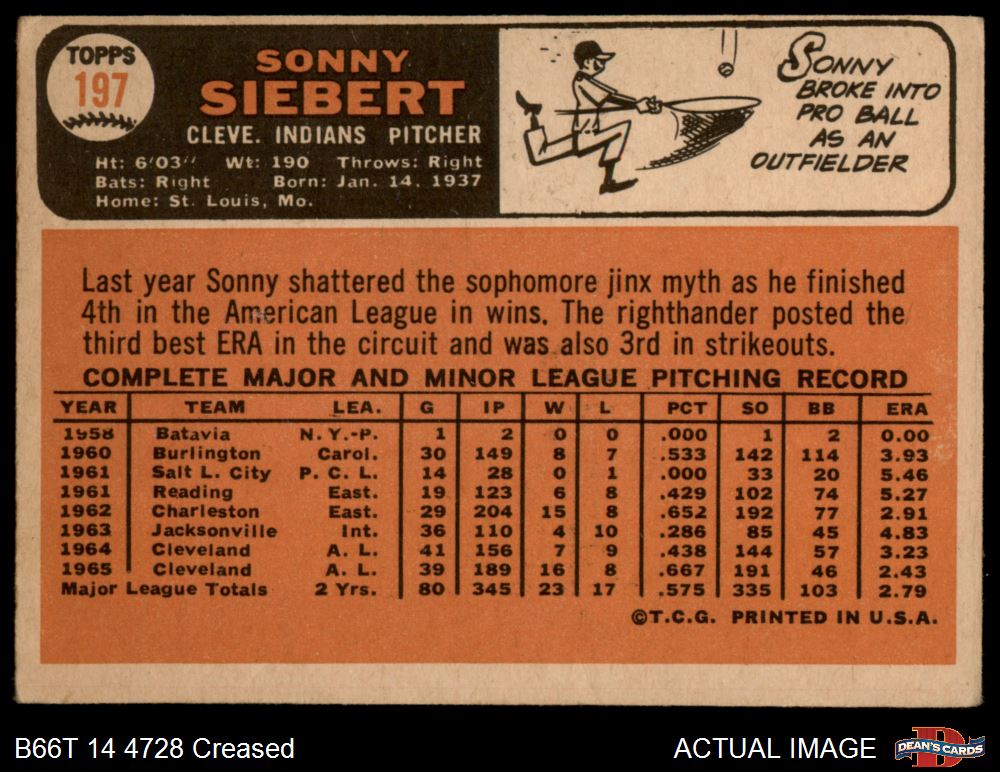 TOPPS
197
SONNY
SIEBERT
CLEVE. INDIANS PITCHER
Ht: 6'03" Wt: 190 Throws: Right
Bats: Right Born: Jan. 14, 1937
Home: St. Louis, Mo.
SONNY
BROKE INTO
PRO BALL
AS AN
OUTFIELDER
Last year Sonny shattered the sophomore jinx myth as he finished
4th in the American League in wins. The righthander posted the
third best ERA in the circuit and was also 3rd in strikeouts.
COMPLETE MAJOR AND MINOR LEAGUE PITCHING RECORD
YEAR TEAM LEA. G IP W L PCT SO BB ERA
1958 Batavia N.Y.-P. 1 2 0 0 .000 1 2 0.00
1960 Burlington Carol. 30 149 8 7 .533 142 114 3.93
1961 Salt L. City P. C. L. 14 28 0 1 .000 33 20 5.46
1961 Reading East. 19 123 6 8 .429 102 74 5.27
1962 Charleston East. 29 204 15 8 .652 192 77 2.91
1963 Jacksonville Int. 36 110 4 10 .286 85 45 4.83
1964 Cleveland A. L. 41 156 7 9 .438 144 57 3.23
1965 Cleveland A. L. 39 189 16 8 .667 191 46 2.43
Major League Totals 2 Yrs. 80 345 23 17 .575 335 103 2.79
©T.C.G. PRINTED IN U.S.A.
B66T 14 4728 Creased
ACTUAL IMAGE
DEAN'S CARDS